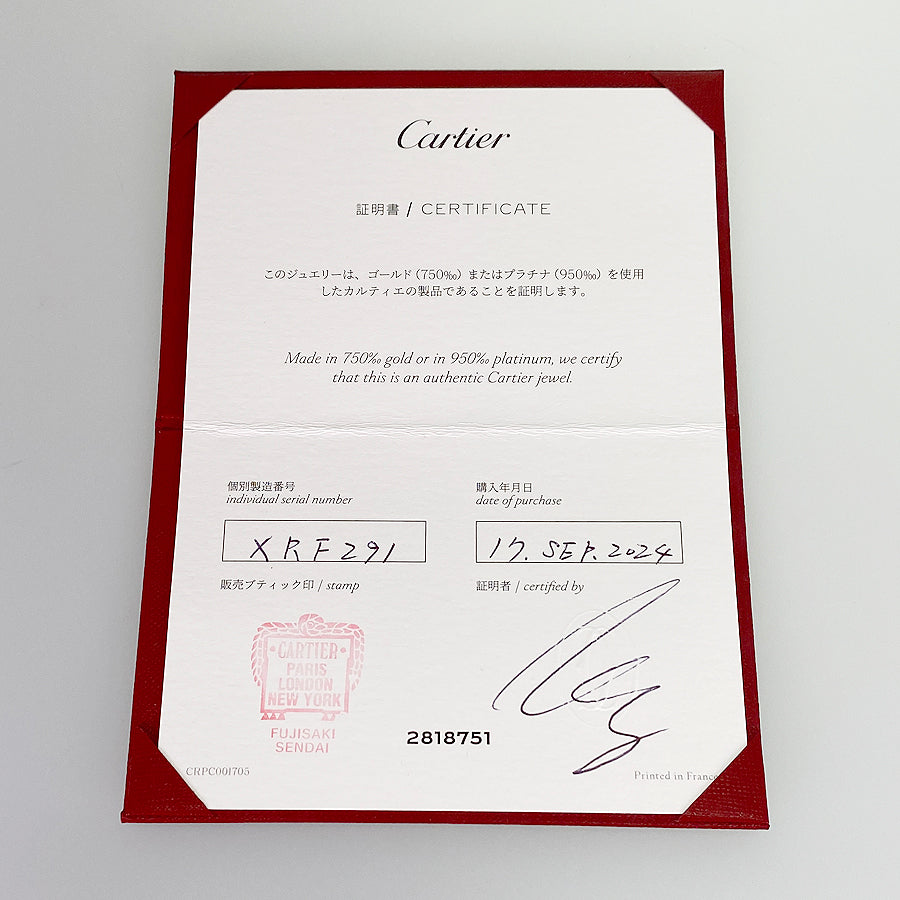 Cartier
証明書 / CERTIFICATE
このジュエリーは、ゴールド(750‰)またはプラチナ(950‰)を使用
したカルティエの製品であることを証明します。
Made in 750‰ gold or in 950‰ platinum, we certify
that this is an authentic Cartier jewel.
個別製造番号
individual serial number
XRF291
購入年月日
date of purchase
17. SEP. 2024
販売ブティック印 / stamp
CARTIER
PARIS
LONDON
NEW YORK
FUJISAKI
SENDAI
証明者 / certified by
2818751
CRPC001705
Printed in France